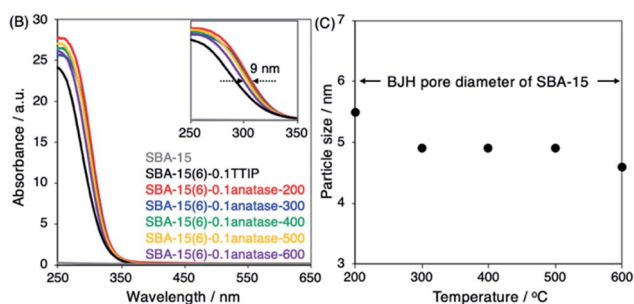 (B)
30
25
20
15
10
5
0
Absorbance / a.u.
9 nm
250 300 350
SBA-15
SBA-15(6)-0.1TTIP
SBA-15(6)-0.1anatase-200
SBA-15(6)-0.1anatase-300
SBA-15(6)-0.1anatase-400
SBA-15(6)-0.1anatase-500
SBA-15(6)-0.1anatase-600
250 350 450 550 650
Wavelength / nm
(C)
7
6
5
4
3
Particle size / nm
BJH pore diameter of SBA-15
200 300 400 500 600
Temperature / ºC